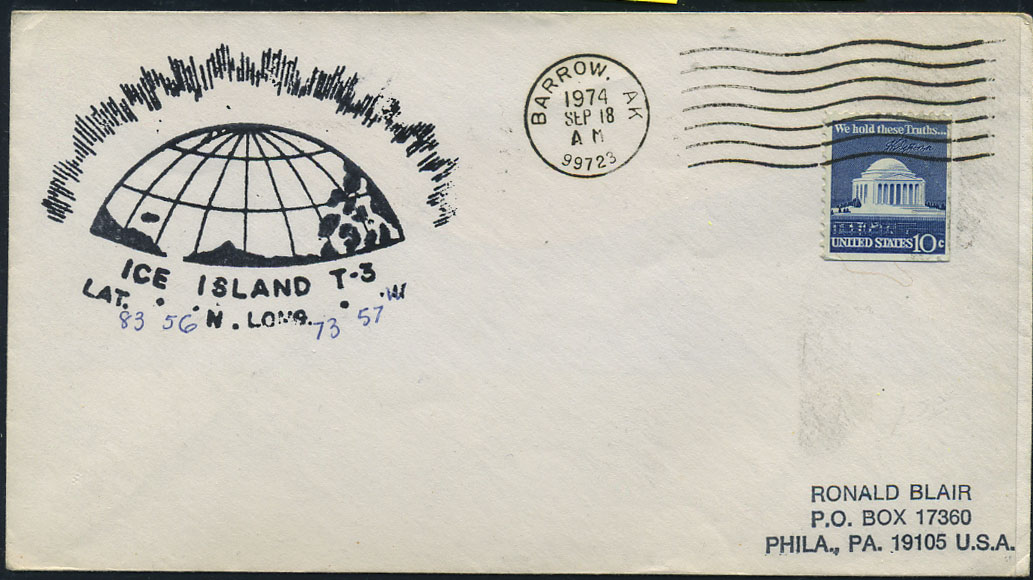 ICE ISLAND T-3
LAT. 83° 56' N. LONG. 73° 57' W
BARROW, AK
1974
SEP 18
AM
99723
We hold these Truths...
UNITED STATES 10c
RONALD BLAIR
P.O. BOX 17360
PHILA., PA. 19105 U.S.A.